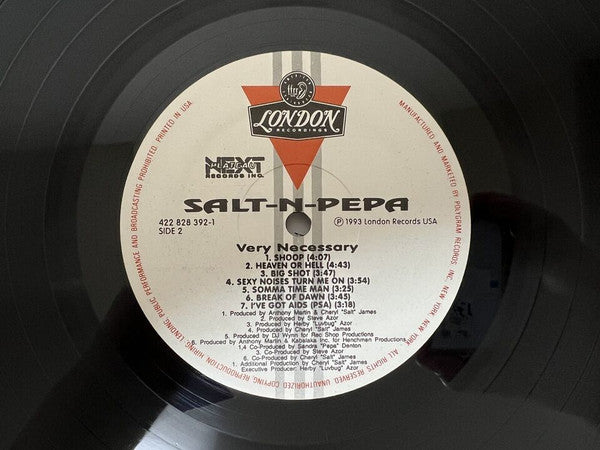 LONDON
RECORDINGS
NEXT
PLATEAU
RECORDS INC.
SALT-N-PEPA
422 828 392-1
SIDE 2
℗ 1993 London Records USA
Very Necessary
1. SHOOP (4:07)
2. HEAVEN OR HELL (4:43)
3. BIG SHOT (3:47)
4. SEXY NOISES TURN ME ON (3:54)
5. SOMMA TIME MAN (3:25)
6. BREAK OF DAWN (3:45)
7. I'VE GOT AIDS (PSA) (3:18)
1. Produced by Anthony Martin & Cheryl "Salt" James
2. Produced by Steve Azor
3. Produced by Herby "Luvbug" Azor
4. Produced by Cheryl "Salt" James
5. Produced by DJ Wynn for Red Shop Productions
6. Produced by Anthony Martin & Kabalaka Inc. for Henchmen Productions
1,4 Co-Produced by Sandra "Pepa" Denton
3. Co-Produced by Steve Azor
6. Co-Produced by Cheryl "Salt" James
1. Additional Production by Cheryl "Salt" James
Executive Producer: Herby "Luvbug" Azor
MANUFACTURED AND MARKETED BY POLYGRAM RECORDS INC. NEW YORK, NEW YORK. ALL RIGHTS RESERVED. UNAUTHORIZED COPYING, REPRODUCTION, HIRING, LENDING, PUBLIC PERFORMANCE AND BROADCASTING PROHIBITED. PRINTED IN USA.